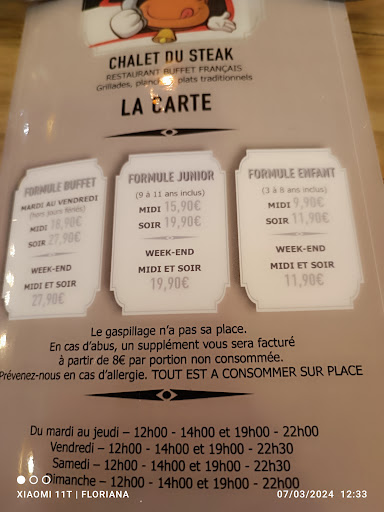 CHALET DU STEAK
RESTAURANT BUFFET FRANÇAIS
Grillades, planchas, plats traditionnels
LA CARTE
FORMULE BUFFET
MARDI AU VENDREDI
(hors jours fériés)
MIDI 18,90€
SOIR 27,90€
WEEK-END
MIDI ET SOIR
27,90€
FORMULE JUNIOR
(9 à 11 ans inclus)
MIDI 15,90€
SOIR 19,90€
WEEK-END
MIDI ET SOIR
19,90€
FORMULE ENFANT
(3 à 8 ans inclus)
MIDI 9,90€
SOIR 11,90€
WEEK-END
MIDI ET SOIR
11,90€
Le gaspillage n'a pas sa place.
En cas d'abus, un supplément vous sera facturé
à partir de 8€ par portion non consommée.
Prévenez-nous en cas d'allergie. TOUT EST A CONSOMMER SUR PLACE
Du mardi au jeudi – 12h00 - 14h00 et 19h00 - 22h00
Vendredi – 12h00 - 14h00 et 19h00 - 22h30
Samedi – 12h00 - 14h00 et 19h00 - 22h30
Dimanche – 12h00 - 14h00 et 19h00 - 22h00
XIAOMI 11T | FLORIANA
07/03/2024 12:33